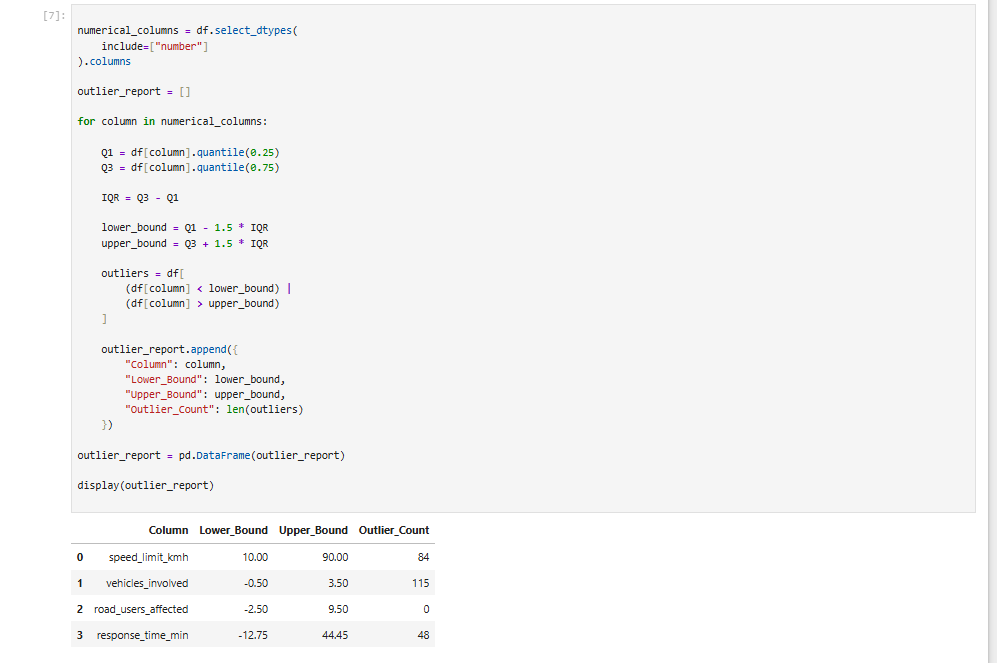 [7]:
numerical_columns = df.select_dtypes(
    include=["number"]
).columns
outlier_report = []
for column in numerical_columns:
    Q1 = df[column].quantile(0.25)
    Q3 = df[column].quantile(0.75)
    IQR = Q3 - Q1
    lower_bound = Q1 - 1.5 * IQR
    upper_bound = Q3 + 1.5 * IQR
    outliers = df[
        (df[column] < lower_bound) |
        (df[column] > upper_bound)
    ]
    outlier_report.append({
        "Column": column,
        "Lower_Bound": lower_bound,
        "Upper_Bound": upper_bound,
        "Outlier_Count": len(outliers)
    })
outlier_report = pd.DataFrame(outlier_report)
display(outlier_report)
Column Lower_Bound Upper_Bound Outlier_Count
0 speed_limit_kmh 10.00 90.00 84
1 vehicles_involved -0.50 3.50 115
2 road_users_affected -2.50 9.50 0
3 response_time_min -12.75 44.45 48